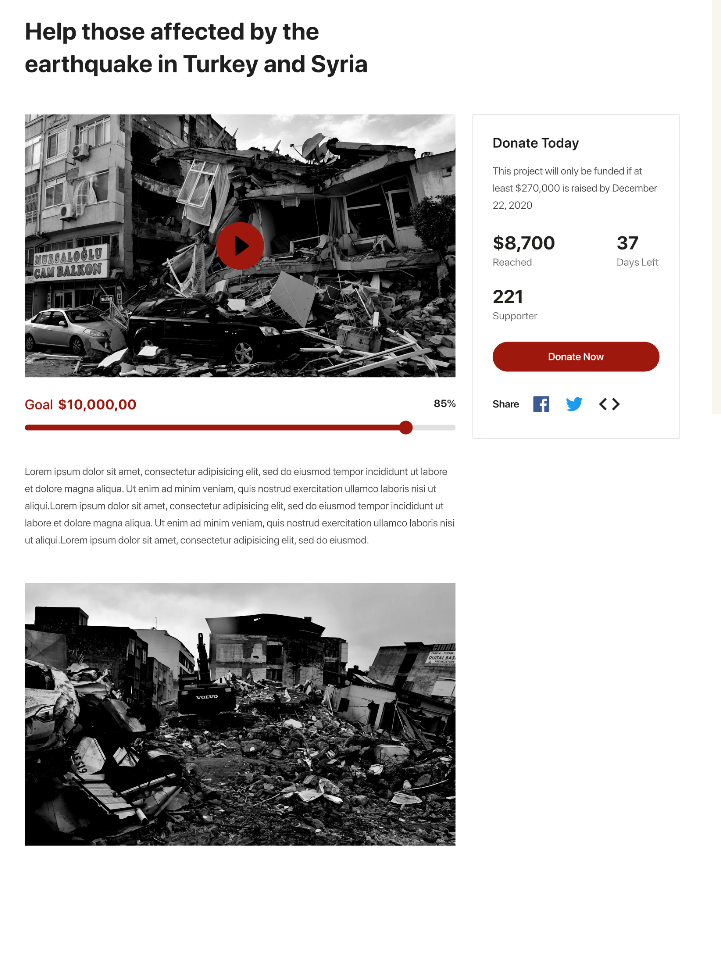 Help those affected by the
earthquake in Turkey and Syria
MURSALOĞLU
CAM BALKON
Goal $10,000,00
85%
Donate Today
This project will only be funded if at
least $270,000 is raised by December
22, 2020
$8,700
37
Reached
Days Left
221
Supporter
Donate Now
Share
Lorem ipsum dolor sit amet, consectetur adipisicing elit, sed do eiusmod tempor incididunt ut labore
et dolore magna aliqua. Ut enim ad minim veniam, quis nostrud exercitation ullamco laboris nisi ut
aliqui.Lorem ipsum dolor sit amet, consectetur adipisicing elit, sed do eiusmod tempor incididunt ut
labore et dolore magna aliqua. Ut enim ad minim veniam, quis nostrud exercitation ullamco laboris nisi
ut aliqui.Lorem ipsum dolor sit amet, consectetur adipisicing elit, sed do eiusmod.
VOLVO